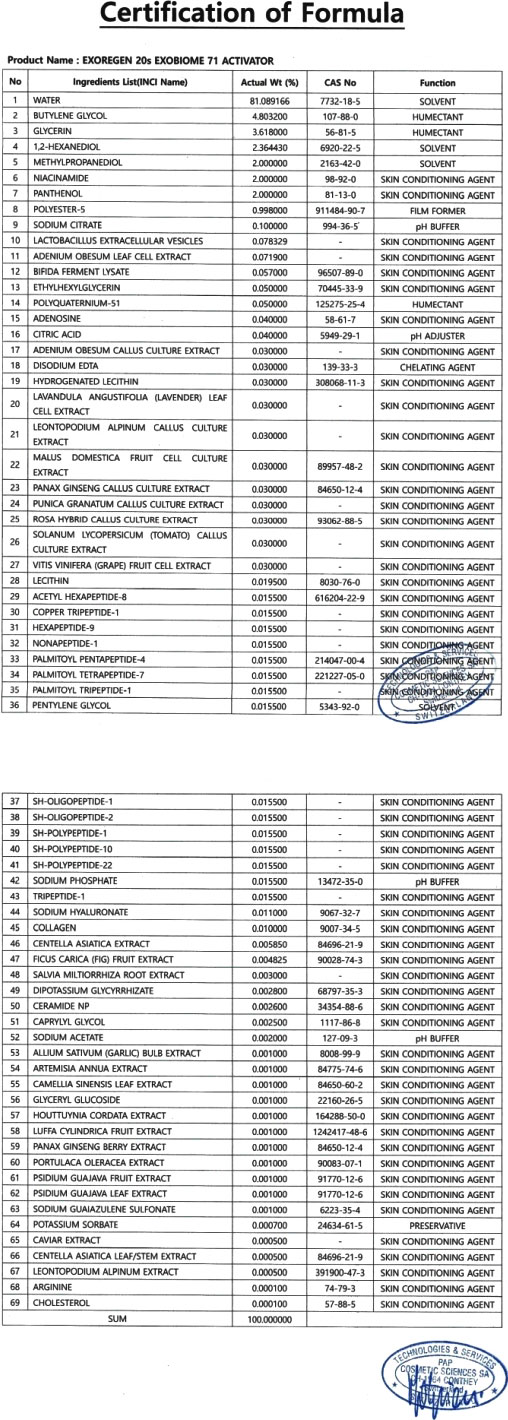 Certification of Formula
Product Name : EXOREGEN 20s EXOBIOME 71 ACTIVATOR
No Ingredients List(INCI Name) Actual Wt (%) CAS No Function
1 WATER 81.089166 7732-18-5 SOLVENT
2 BUTYLENE GLYCOL 4.803200 107-88-0 HUMECTANT
3 GLYCERIN 3.618000 56-81-5 HUMECTANT
4 1,2-HEXANEDIOL 2.364430 6920-22-5 SOLVENT
5 METHYLPROPANEDIOL 2.000000 2163-42-0 SOLVENT
6 NIACINAMIDE 2.000000 98-92-0 SKIN CONDITIONING AGENT
7 PANTHENOL 2.000000 81-13-0 SKIN CONDITIONING AGENT
8 POLYESTER-5 0.998000 911484-90-7 FILM FORMER
9 SODIUM CITRATE 0.100000 994-36-5 pH BUFFER
10 LACTOBACILLUS EXTRACELLULAR VESICLES 0.078329 - SKIN CONDITIONING AGENT
11 ADENIUM OBESUM LEAF CELL EXTRACT 0.071900 - SKIN CONDITIONING AGENT
12 BIFIDA FERMENT LYSATE 0.057000 96507-89-0 SKIN CONDITIONING AGENT
13 ETHYLHEXYLGLYCERIN 0.050000 70445-33-9 SKIN CONDITIONING AGENT
14 POLYQUATERNIUM-51 0.050000 125275-25-4 HUMECTANT
15 ADENOSINE 0.040000 58-61-7 SKIN CONDITIONING AGENT
16 CITRIC ACID 0.040000 5949-29-1 pH ADJUSTER
17 ADENIUM OBESUM CALLUS CULTURE EXTRACT 0.030000 - SKIN CONDITIONING AGENT
18 DISODIUM EDTA 0.030000 139-33-3 CHELATING AGENT
19 HYDROGENATED LECITHIN 0.030000 308068-11-3 SKIN CONDITIONING AGENT
20 LAVANDULA ANGUSTIFOLIA (LAVENDER) LEAF
CELL EXTRACT 0.030000 - SKIN CONDITIONING AGENT
21 LEONTOPODIUM ALPINUM CALLUS CULTURE
EXTRACT 0.030000 - SKIN CONDITIONING AGENT
22 MALUS DOMESTICA FRUIT CELL CULTURE
EXTRACT 0.030000 89957-48-2 SKIN CONDITIONING AGENT
23 PANAX GINSENG CALLUS CULTURE EXTRACT 0.030000 84650-12-4 SKIN CONDITIONING AGENT
24 PUNICA GRANATUM CALLUS CULTURE EXTRACT 0.030000 - SKIN CONDITIONING AGENT
25 ROSA HYBRID CALLUS CULTURE EXTRACT 0.030000 93062-88-5 SKIN CONDITIONING AGENT
26 SOLANUM LYCOPERSICUM (TOMATO) CALLUS
CULTURE EXTRACT 0.030000 - SKIN CONDITIONING AGENT
27 VITIS VINIFERA (GRAPE) FRUIT CELL EXTRACT 0.030000 - SKIN CONDITIONING AGENT
28 LECITHIN 0.019500 8030-76-0 SKIN CONDITIONING AGENT
29 ACETYL HEXAPEPTIDE-8 0.015500 616204-22-9 SKIN CONDITIONING AGENT
30 COPPER TRIPEPTIDE-1 0.015500 - SKIN CONDITIONING AGENT
31 HEXAPEPTIDE-9 0.015500 - SKIN CONDITIONING AGENT
32 NONAPEPTIDE-1 0.015500 - SKIN CONDITIONING AGENT
33 PALMITOYL PENTAPEPTIDE-4 0.015500 214047-00-4 SKIN CONDITIONING AGENT
34 PALMITOYL TETRAPEPTIDE-7 0.015500 221227-05-0 SKIN CONDITIONING AGENT
35 PALMITOYL TRIPEPTIDE-1 0.015500 - SKIN CONDITIONING AGENT
36 PENTYLENE GLYCOL 0.015500 5343-92-0 SOLVENT
SWITZERLAND
37 SH-OLIGOPEPTIDE-1 0.015500 - SKIN CONDITIONING AGENT
38 SH-OLIGOPEPTIDE-2 0.015500 - SKIN CONDITIONING AGENT
39 SH-POLYPEPTIDE-1 0.015500 - SKIN CONDITIONING AGENT
40 SH-POLYPEPTIDE-10 0.015500 - SKIN CONDITIONING AGENT
41 SH-POLYPEPTIDE-22 0.015500 - SKIN CONDITIONING AGENT
42 SODIUM PHOSPHATE 0.015500 13472-35-0 pH BUFFER
43 TRIPEPTIDE-1 0.015500 - SKIN CONDITIONING AGENT
44 SODIUM HYALURONATE 0.011000 9067-32-7 SKIN CONDITIONING AGENT
45 COLLAGEN 0.010000 9007-34-5 SKIN CONDITIONING AGENT
46 CENTELLA ASIATICA EXTRACT 0.005850 84696-21-9 SKIN CONDITIONING AGENT
47 FICUS CARICA (FIG) FRUIT EXTRACT 0.004825 90028-74-3 SKIN CONDITIONING AGENT
48 SALVIA MILTIORRHIZA ROOT EXTRACT 0.003000 - SKIN CONDITIONING AGENT
49 DIPOTASSIUM GLYCYRRHIZATE 0.002800 68797-35-3 SKIN CONDITIONING AGENT
50 CERAMIDE NP 0.002600 34354-88-6 SKIN CONDITIONING AGENT
51 CAPRYLYL GLYCOL 0.002500 1117-86-8 SKIN CONDITIONING AGENT
52 SODIUM ACETATE 0.002000 127-09-3 pH BUFFER
53 ALLIUM SATIVUM (GARLIC) BULB EXTRACT 0.001000 8008-99-9 SKIN CONDITIONING AGENT
54 ARTEMISIA ANNUA EXTRACT 0.001000 84775-74-6 SKIN CONDITIONING AGENT
55 CAMELLIA SINENSIS LEAF EXTRACT 0.001000 84650-60-2 SKIN CONDITIONING AGENT
56 GLYCERYL GLUCOSIDE 0.001000 22160-26-5 SKIN CONDITIONING AGENT
57 HOUTTUYNIA CORDATA EXTRACT 0.001000 164288-50-0 SKIN CONDITIONING AGENT
58 LUFFA CYLINDRICA FRUIT EXTRACT 0.001000 1242417-48-6 SKIN CONDITIONING AGENT
59 PANAX GINSENG BERRY EXTRACT 0.001000 84650-12-4 SKIN CONDITIONING AGENT
60 PORTULACA OLERACEA EXTRACT 0.001000 90083-07-1 SKIN CONDITIONING AGENT
61 PSIDIUM GUAJAVA FRUIT EXTRACT 0.001000 91770-12-6 SKIN CONDITIONING AGENT
62 PSIDIUM GUAJAVA LEAF EXTRACT 0.001000 91770-12-6 SKIN CONDITIONING AGENT
63 SODIUM GUAIAZULENE SULFONATE 0.001000 6223-35-4 SKIN CONDITIONING AGENT
64 POTASSIUM SORBATE 0.000700 24634-61-5 PRESERVATIVE
65 CAVIAR EXTRACT 0.000500 - SKIN CONDITIONING AGENT
66 CENTELLA ASIATICA LEAF/STEM EXTRACT 0.000500 84696-21-9 SKIN CONDITIONING AGENT
67 LEONTOPODIUM ALPINUM EXTRACT 0.000500 391900-47-3 SKIN CONDITIONING AGENT
68 ARGININE 0.000100 74-79-3 SKIN CONDITIONING AGENT
69 CHOLESTEROL 0.000100 57-88-5 SKIN CONDITIONING AGENT
SUM 100.000000
TECHNOLOGIES & SERVICES
PAP
COSMETIC SCIENCES SA
CONTHEY